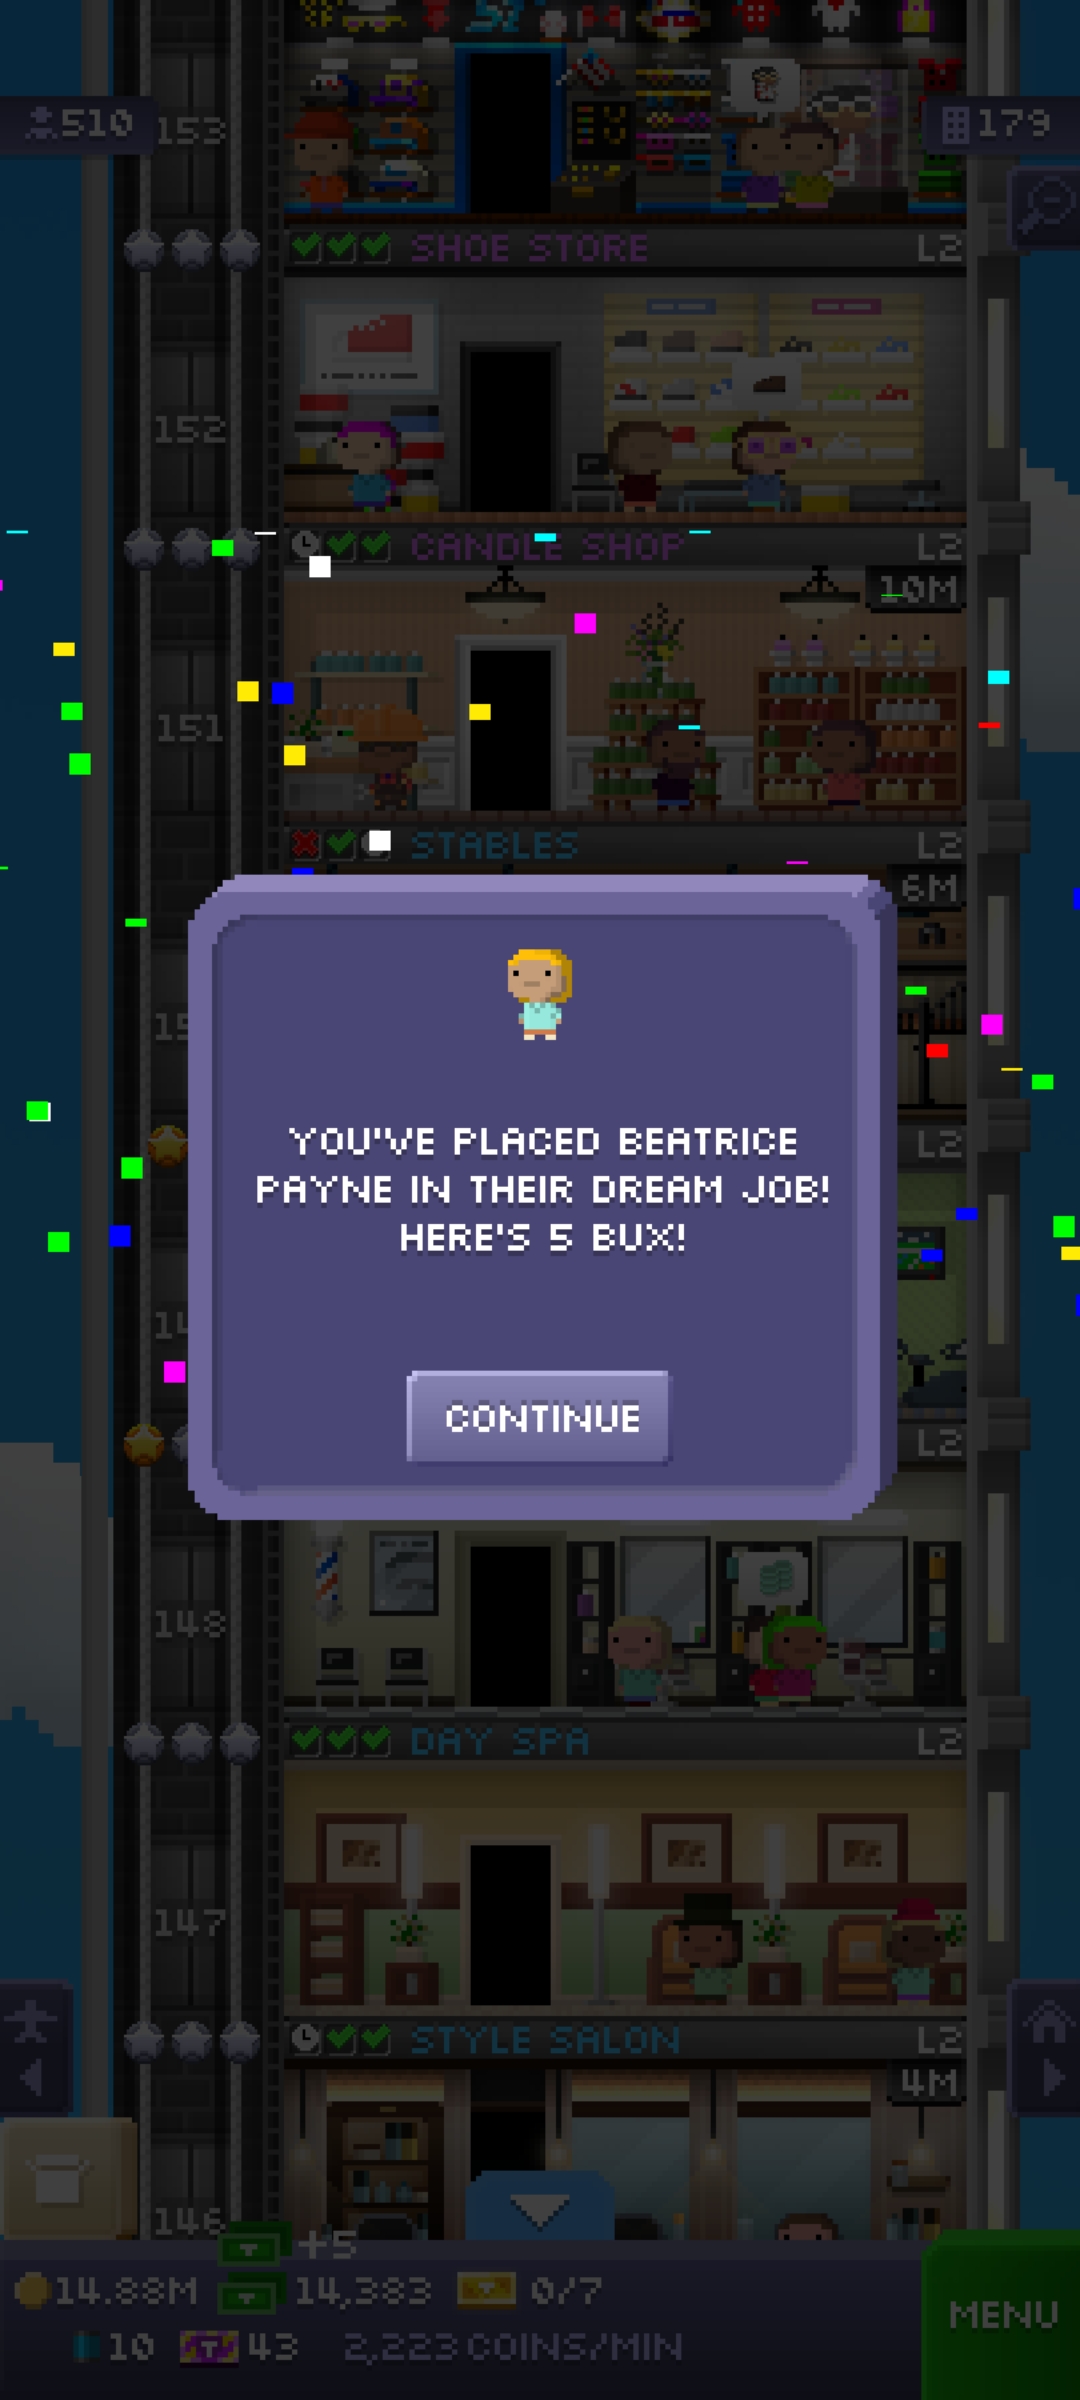 510
153
179
SHOE STORE
L2
152
CANDLE SHOP
L2
10M
151
STABLES
L2
6M
15
L2
YOU'VE PLACED BEATRICE
PAYNE IN THEIR DREAM JOB!
HERE'S 5 BUX!
14
CONTINUE
L2
148
DAY SPA
L2
147
STYLE SALON
L2
4M
146
+5
14.88M
14,383
0/7
MENU
10
43
2,223 COINS/MIN